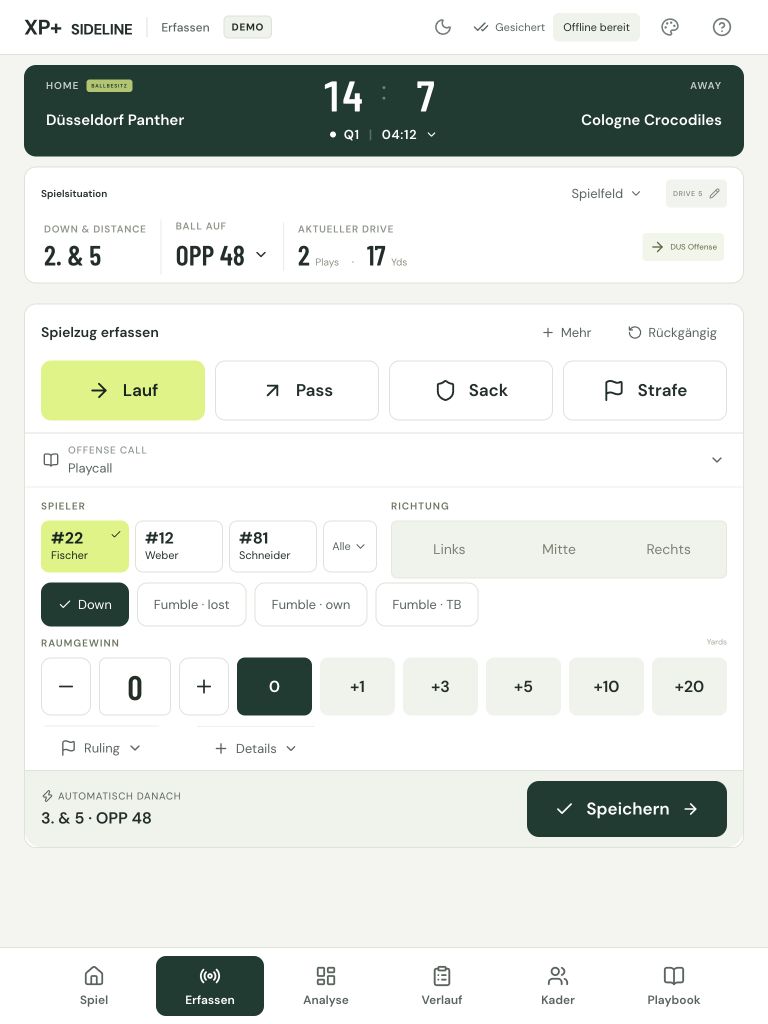 XP+ SIDELINE Erfassen DEMO Gesichert Offline bereit
HOME BALLBESITZ 14 : 7 AWAY
Düsseldorf Panther Cologne Crocodiles
Q1 | 04:12
Spielsituation Spielfeld DRIVE 5
DOWN & DISTANCE BALL AUF AKTUELLER DRIVE
2. & 5 OPP 48 2 Plays · 17 Yds DUS Offense
Spielzug erfassen + Mehr Rückgängig
Lauf Pass Sack Strafe
OFFENSE CALL
Playcall
SPIELER RICHTUNG
#22 #12 #81 Alle Links Mitte Rechts
Fischer Weber Schneider
Down Fumble · lost Fumble · own Fumble · TB
RAUMGEWINN Yards
− 0 + 0 +1 +3 +5 +10 +20
Ruling + Details
AUTOMATISCH DANACH
3. & 5 · OPP 48 Speichern
Spiel Erfassen Analyse Verlauf Kader Playbook